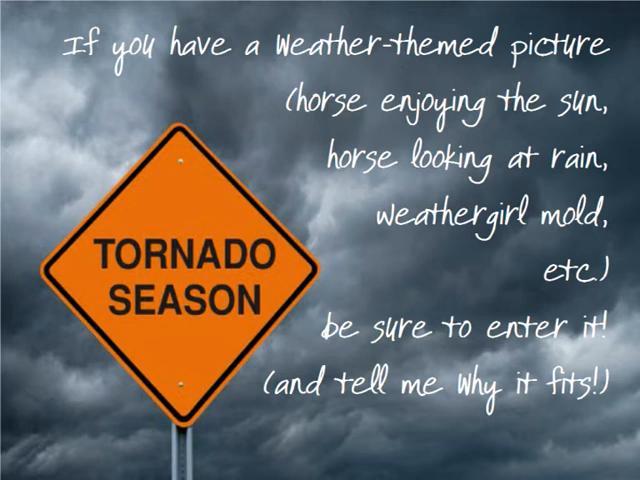 If you have a weather-themed picture
(horse enjoying the sun,
horse looking at rain,
weathergirl mold,
etc.)
be sure to enter it!
(and tell me why it fits!)
TORNADO
SEASON